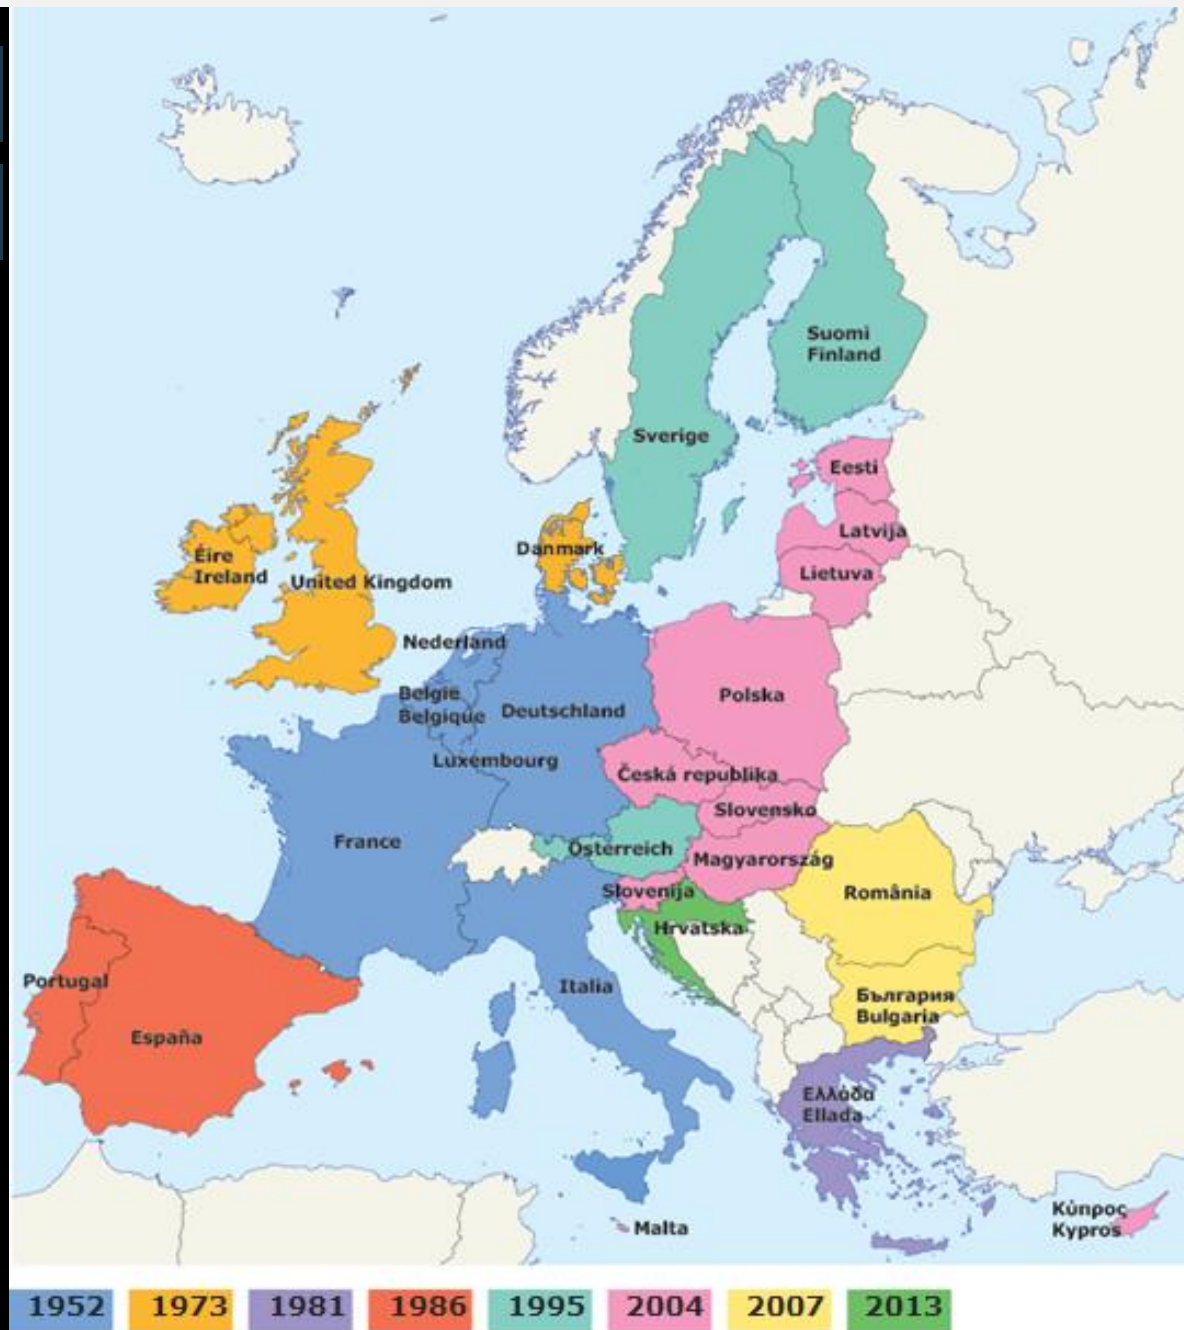 Suomi
Finland
Sverige
Eesti
Latvija
Lietuva
Danmark
Éire
Ireland
United Kingdom
Nederland
België
Belgique
Deutschland
Luxembourg
Polska
Česká republika
Slovensko
France
Österreich
Magyarország
Slovenija
România
Hrvatska
Portugal
España
Italia
България
Bulgaria
Ελλάδα
Ellada
Malta
Κύπρος
Kypros
1952 1973 1981 1986 1995 2004 2007 2013